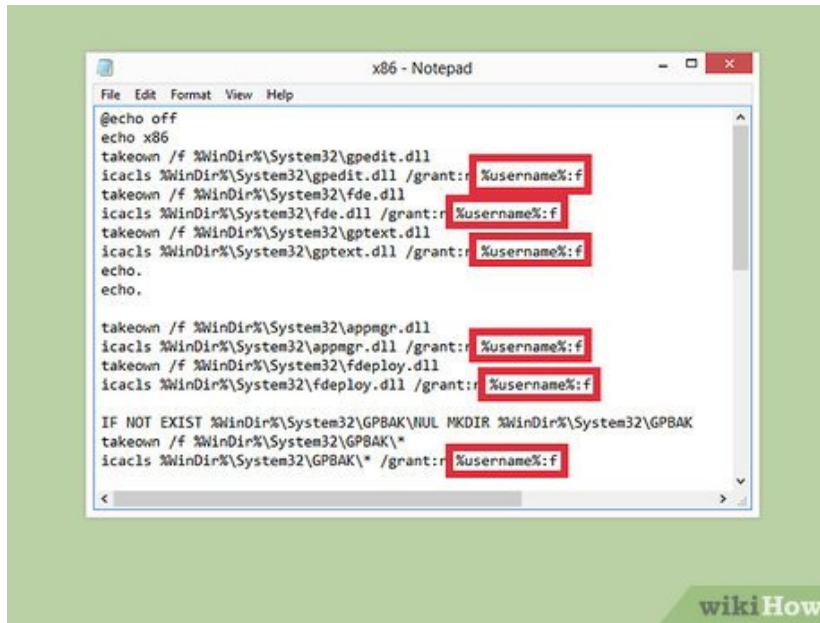 x86 - Notepad
File Edit Format View Help
@echo off
echo x86
takeown /f %WinDir%\System32\gpedit.dll
icacls %WinDir%\System32\gpedit.dll /grant:r %username%:f
takeown /f %WinDir%\System32\fde.dll
icacls %WinDir%\System32\fde.dll /grant:r %username%:f
takeown /f %WinDir%\System32\gptext.dll
icacls %WinDir%\System32\gptext.dll /grant:r %username%:f
echo.
echo.
takeown /f %WinDir%\System32\appmgr.dll
icacls %WinDir%\System32\appmgr.dll /grant:r %username%:f
takeown /f %WinDir%\System32\fdeploy.dll
icacls %WinDir%\System32\fdeploy.dll /grant:r %username%:f
IF NOT EXIST %WinDir%\System32\GPBAK\NUL MKDIR %WinDir%\System32\GPBAK
takeown /f %WinDir%\System32\GPBAK\*
icacls %WinDir%\System32\GPBAK\* /grant:r %username%:f
wikiHow